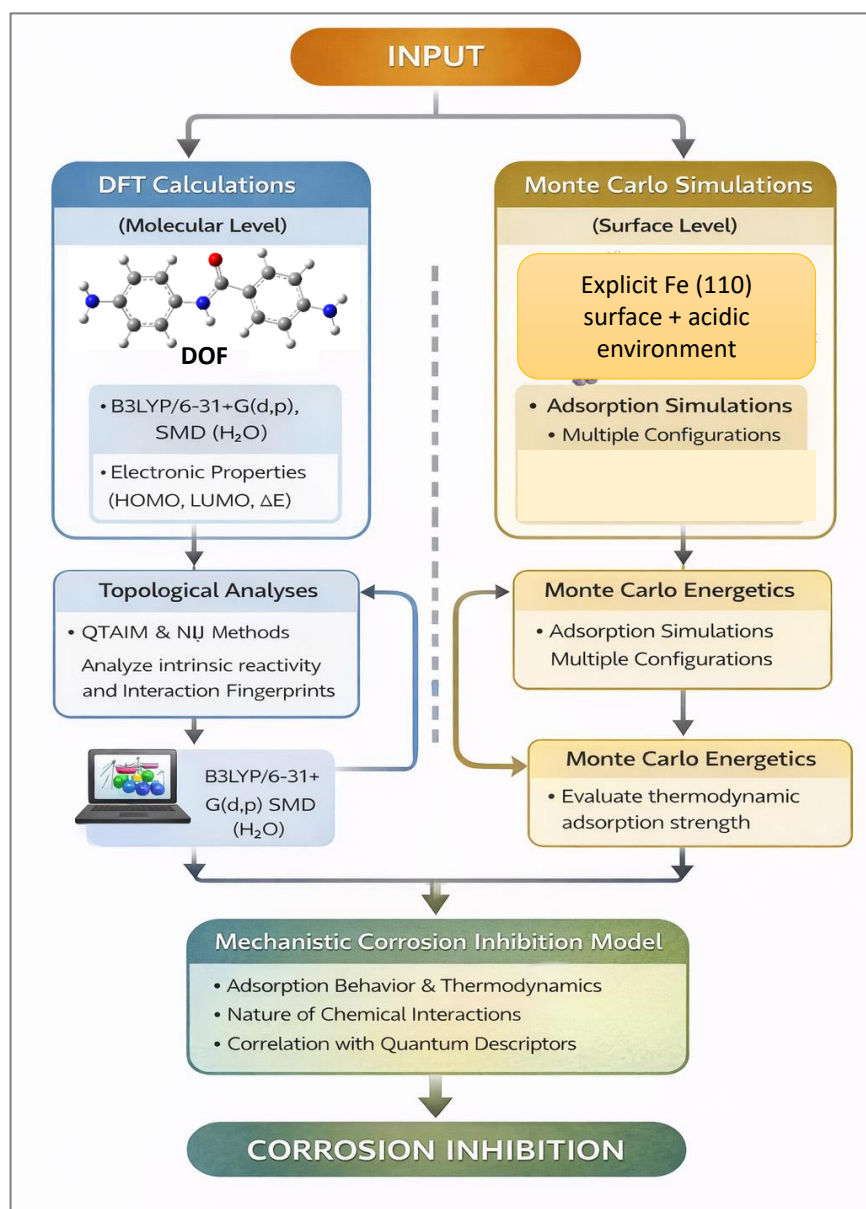 INPUT
DFT Calculations
(Molecular Level)
DOF
• B3LYP/6-31+G(d,p),
SMD (H₂O)
• Electronic Properties
(HOMO, LUMO, ΔE)
Topological Analyses
• QTAIM & Methods
Analyze intrinsic reactivity
and Interaction Fingerprints
B3LYP/6-31+
G(d,p) SMD
(H₂O)
Monte Carlo Simulations
(Surface Level)
Explicit Fe (110)
surface + acidic
environment
• Adsorption Simulations
• Multiple Configurations
Monte Carlo Energetics
• Adsorption Simulations
Multiple Configurations
Monte Carlo Energetics
• Evaluate thermodynamic
adsorption strength
Mechanistic Corrosion Inhibition Model
• Adsorption Behavior & Thermodynamics
• Nature of Chemical Interactions
• Correlation with Quantum Descriptors
CORROSION INHIBITION